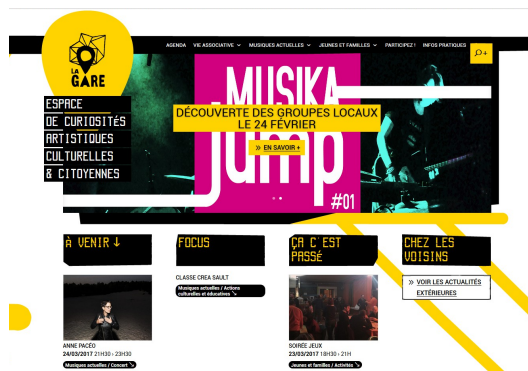 AGENDA VIE ASSOCIATIVE MUSIQUES ACTUELLES JEUNES ET FAMILLES PARTICIPEZ ! INFOS PRATIQUES
LA
GARE
ESPACE
DE CURIOSITéS
ARTISTIQUES
CULTURELLES
& CITOYENNES
MUSIKA
DÉCOUVERTE DES GROUPES LOCAUX
LE 24 FÉVRIER
» EN SAVOIR +
Jump
#01
À VENIR ↓
ANNE PACÉO
24/03/2017 21H30 › 23H30
Musiques actuelles / Concert ↘
FOCUS
CLASSE CREA SAULT
Musiques actuelles / Actions
culturelles et éducatives ↘
ÇA C'EST
PASSÉ
SOIRÉE JEUX
23/03/2017 18H30 › 21H
Jeunes et familles / Activités ↘
CHEZ LES
VOISINS
» VOIR LES ACTUALITÉS
EXTÉRIEURES